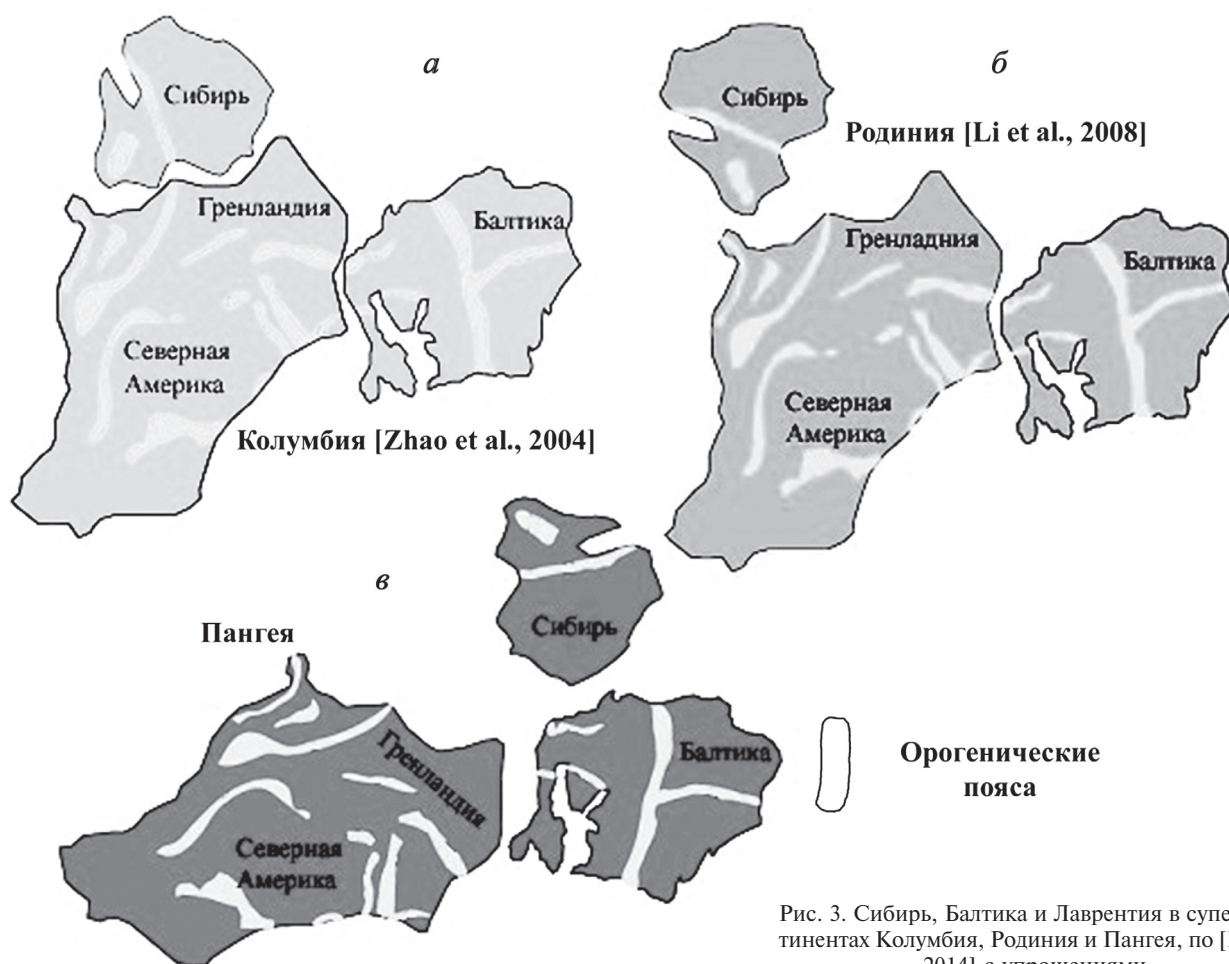 а
Сибирь
Гренландия
Балтика
Северная
Америка
Колумбия [Zhao et al., 2004]
б
Сибирь
Родиния [Li et al., 2008]
Гренладния
Балтика
Северная
Америка
в
Пангея
Сибирь
Гренландия
Балтика
Северная
Америка
Орогенические
пояса
Рис. 3. Сибирь, Балтика и Лаврентия в супе
тинентах Колумбия, Родиния и Пангея, по [
2014] с упрощениями